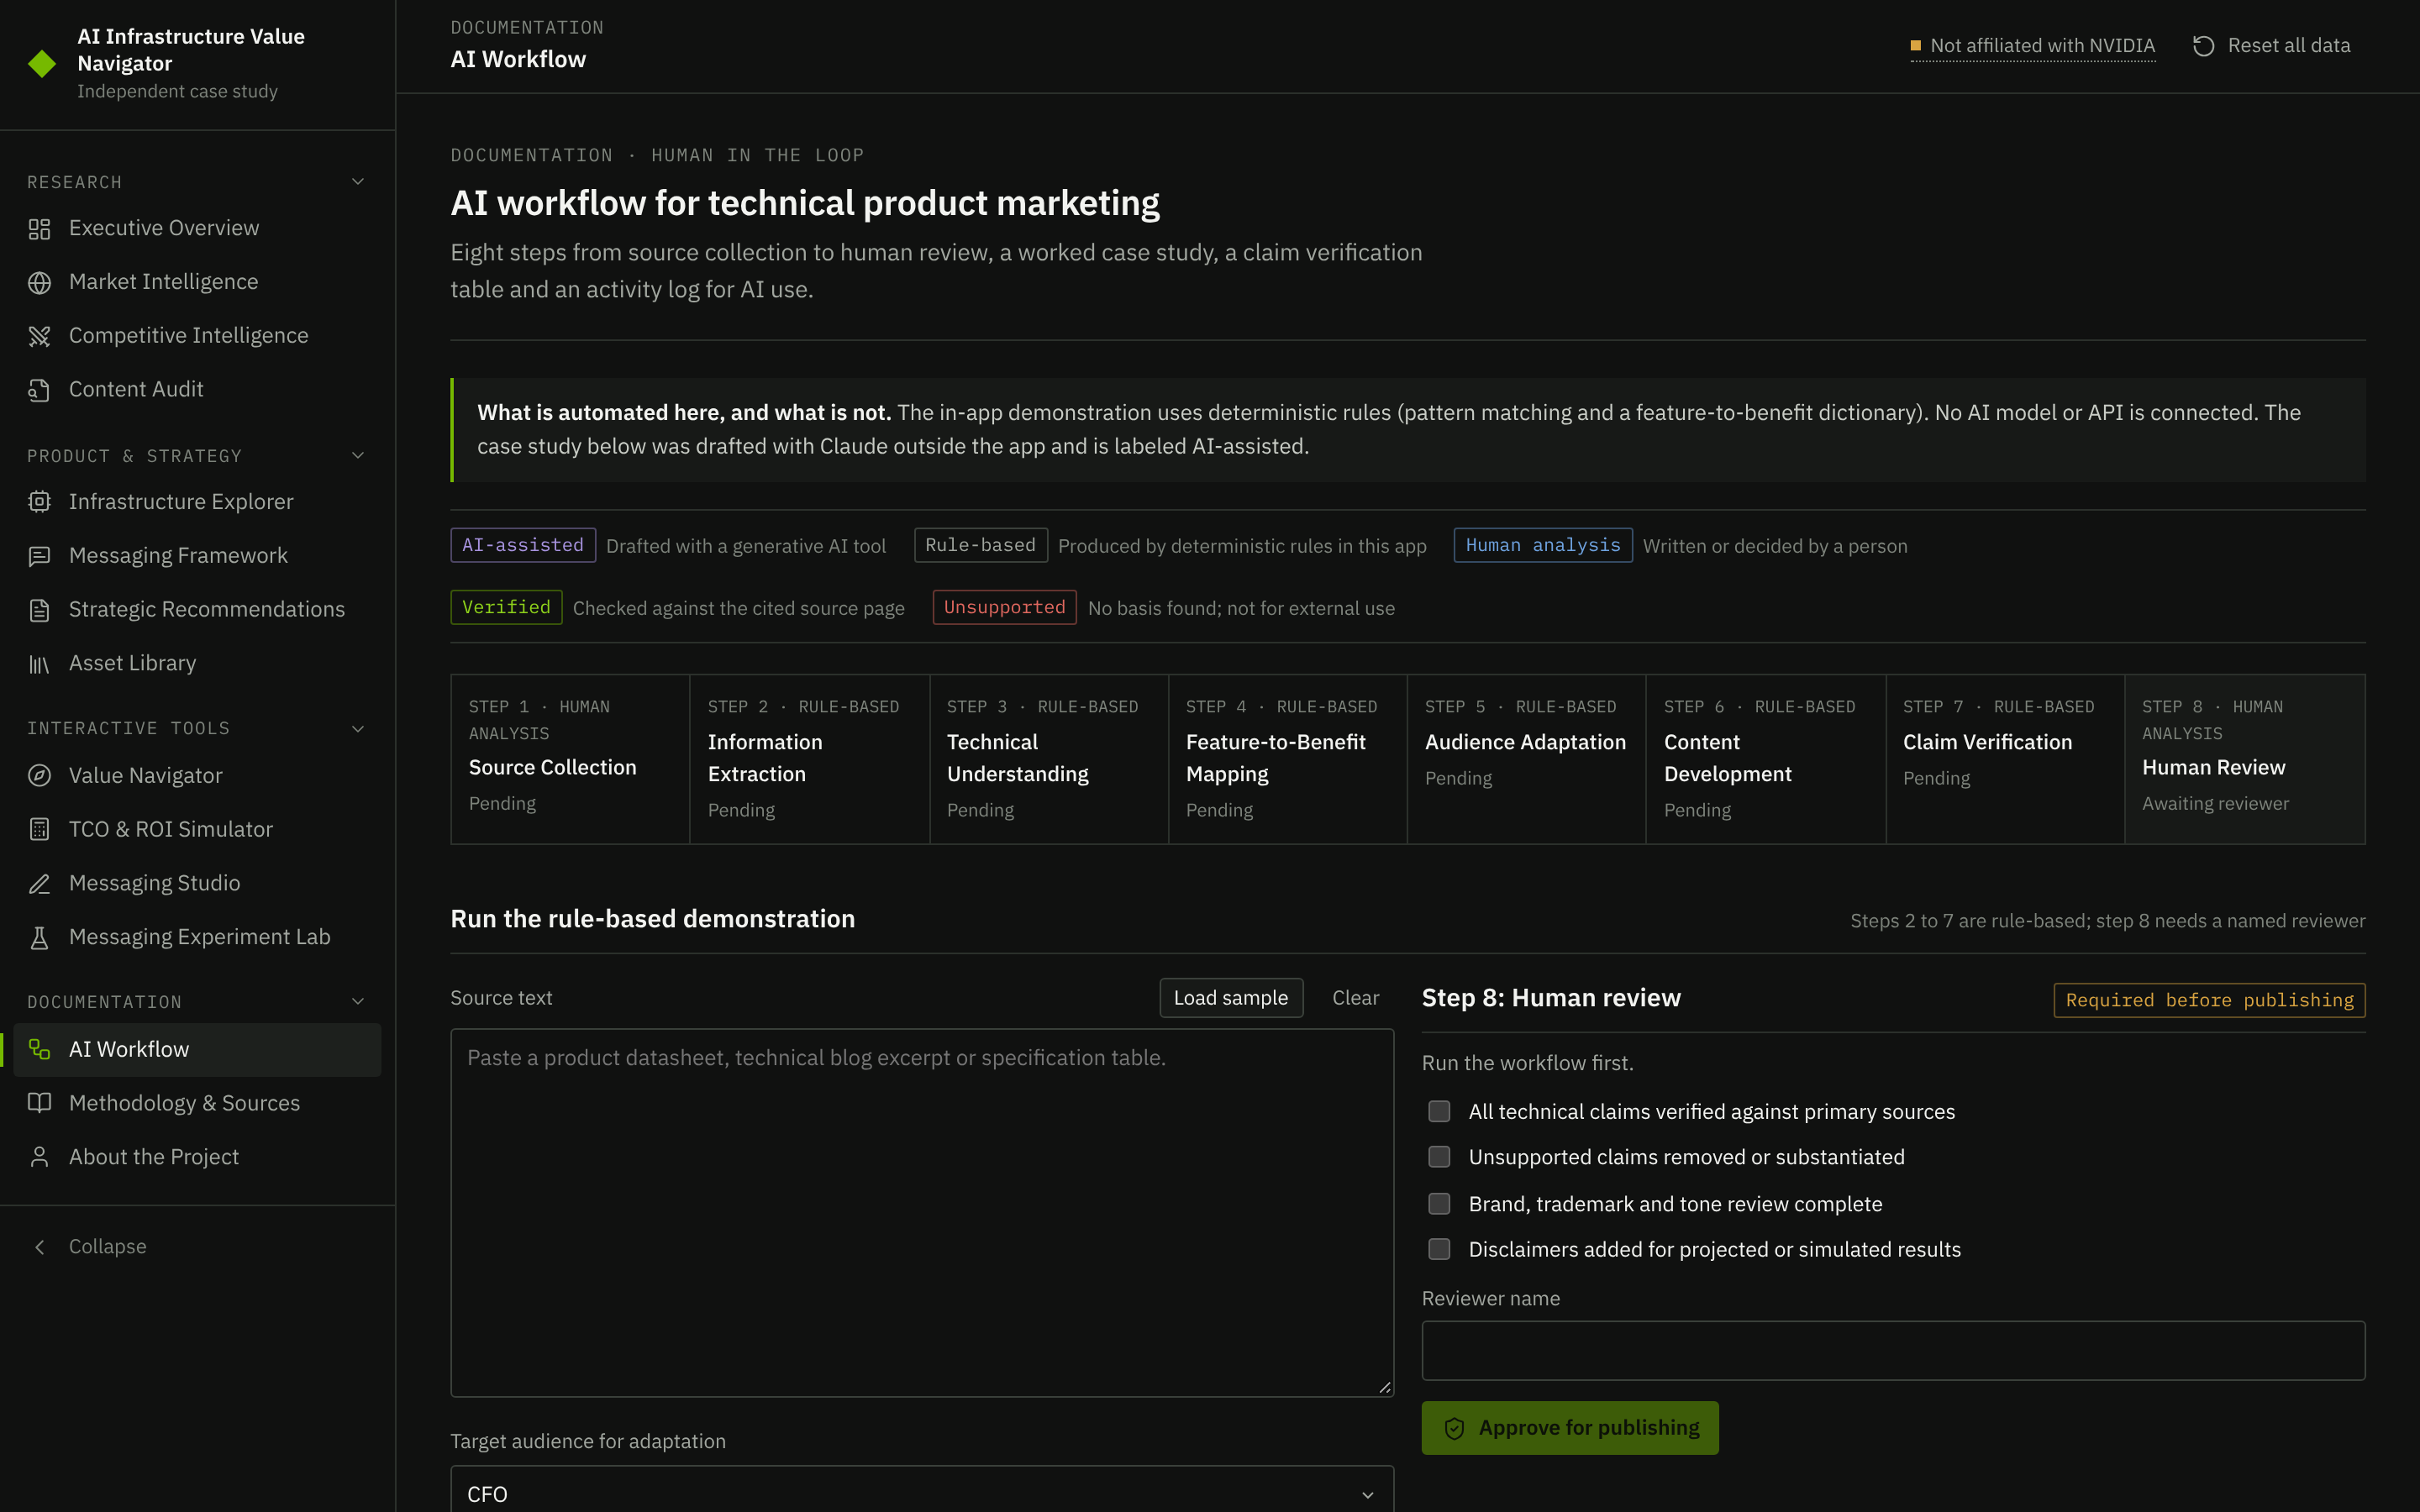 AI Infrastructure Value
Navigator
Independent case study
RESEARCH
Executive Overview
Market Intelligence
Competitive Intelligence
Content Audit
PRODUCT & STRATEGY
Infrastructure Explorer
Messaging Framework
Strategic Recommendations
Asset Library
INTERACTIVE TOOLS
Value Navigator
TCO & ROI Simulator
Messaging Studio
Messaging Experiment Lab
DOCUMENTATION
AI Workflow
Methodology & Sources
About the Project
Collapse
DOCUMENTATION
AI Workflow
Not affiliated with NVIDIA
Reset all data
DOCUMENTATION · HUMAN IN THE LOOP
AI workflow for technical product marketing
Eight steps from source collection to human review, a worked case study, a claim verification
table and an activity log for AI use.
What is automated here, and what is not. The in-app demonstration uses deterministic rules (pattern matching and a feature-to-benefit dictionary). No AI model or API is connected. The
case study below was drafted with Claude outside the app and is labeled AI-assisted.
AI-assisted Drafted with a generative AI tool Rule-based Produced by deterministic rules in this app Human analysis Written or decided by a person
Verified Checked against the cited source page Unsupported No basis found; not for external use
STEP 1 · HUMAN
ANALYSIS
Source Collection
Pending
STEP 2 · RULE-BASED
Information
Extraction
Pending
STEP 3 · RULE-BASED
Technical
Understanding
Pending
STEP 4 · RULE-BASED
Feature-to-Benefit
Mapping
Pending
STEP 5 · RULE-BASED
Audience Adaptation
Pending
STEP 6 · RULE-BASED
Content
Development
Pending
STEP 7 · RULE-BASED
Claim Verification
Pending
STEP 8 · HUMAN
ANALYSIS
Human Review
Awaiting reviewer
Run the rule-based demonstration
Steps 2 to 7 are rule-based; step 8 needs a named reviewer
Source text
Load sample
Clear
Paste a product datasheet, technical blog excerpt or specification table.
Target audience for adaptation
CFO
Step 8: Human review
Required before publishing
Run the workflow first.
All technical claims verified against primary sources
Unsupported claims removed or substantiated
Brand, trademark and tone review complete
Disclaimers added for projected or simulated results
Reviewer name
Approve for publishing